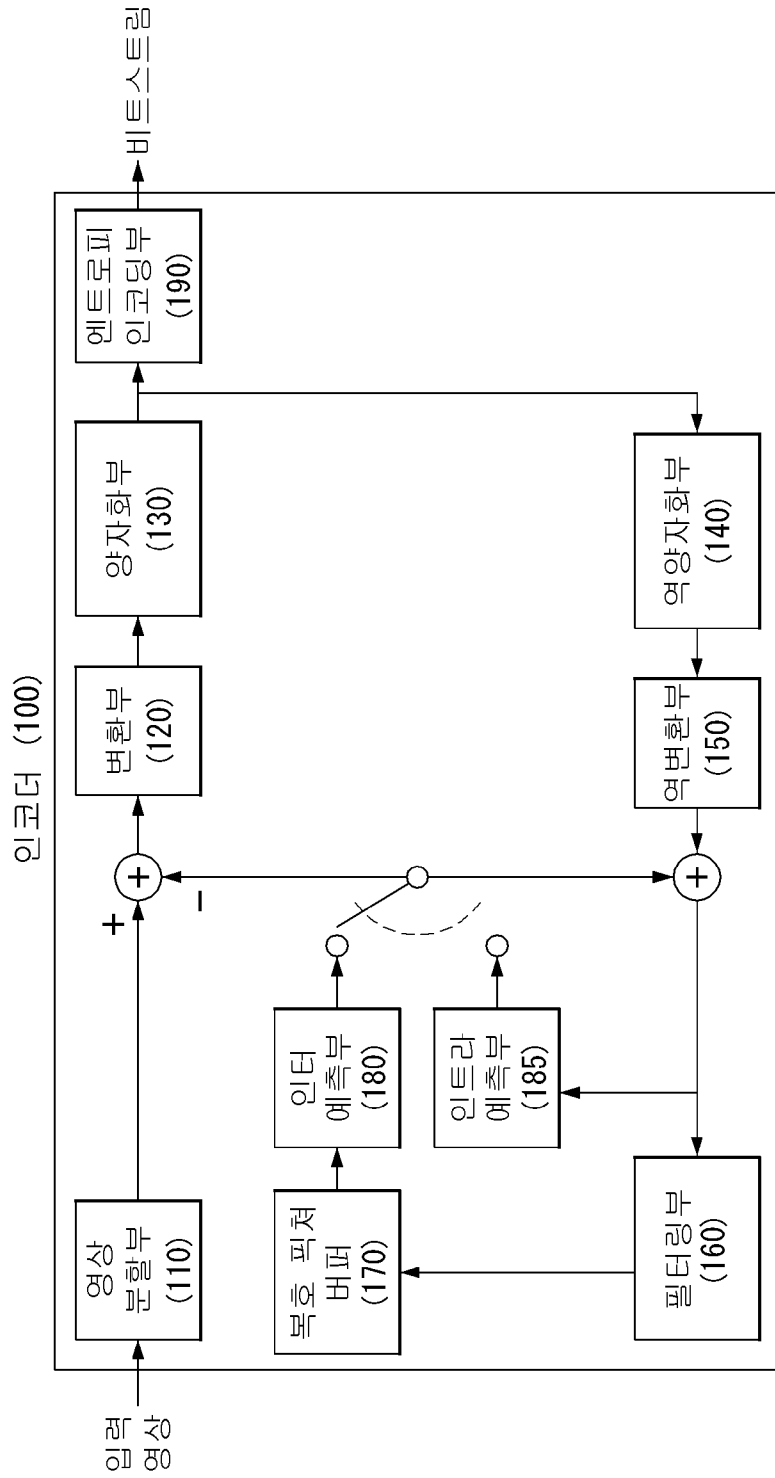 인코더 (100)
입력
영상
영상
분할부
(110)
+
-
+
변환부
(120)
양자화부
(130)
엔트로피
인코딩부
(190)
비트스트림
복호 픽쳐
버퍼
(170)
인터
예측부
(180)
인트라
예측부
(185)
필터링부
(160)
+
역변환부
(150)
역양자화부
(140)